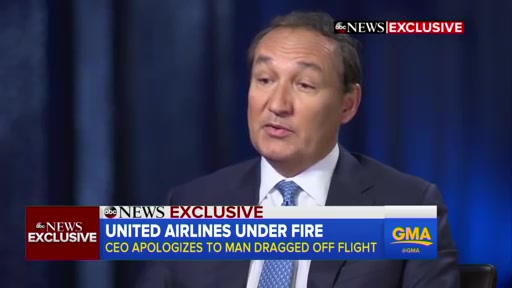 abc NEWS EXCLUSIVE
abc NEWS EXCLUSIVE
abc NEWS
EXCLUSIVE
UNITED AIRLINES UNDER FIRE
CEO APOLOGIZES TO MAN DRAGGED OFF FLIGHT
GMA
#GMA